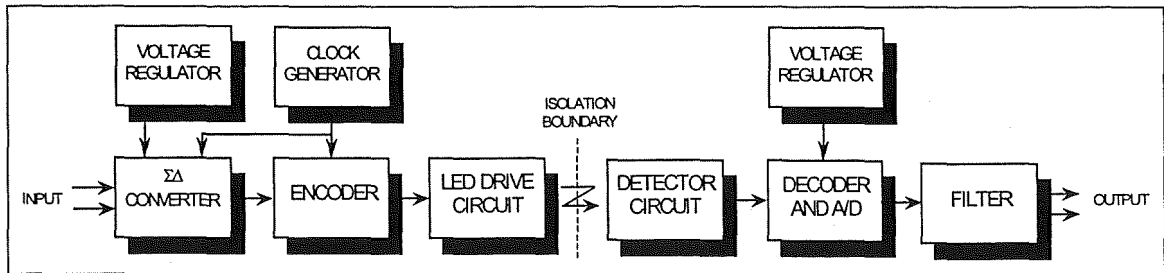 VOLTAGE
REGULATOR
CLOCK
GENERATOR
VOLTAGE
REGULATOR
ISOLATION
BOUNDARY
INPUT
ΣΔ
CONVERTER
ENCODER
LED DRIVE
CIRCUIT
DETECTOR
CIRCUIT
DECODER
AND A/D
FILTER
OUTPUT